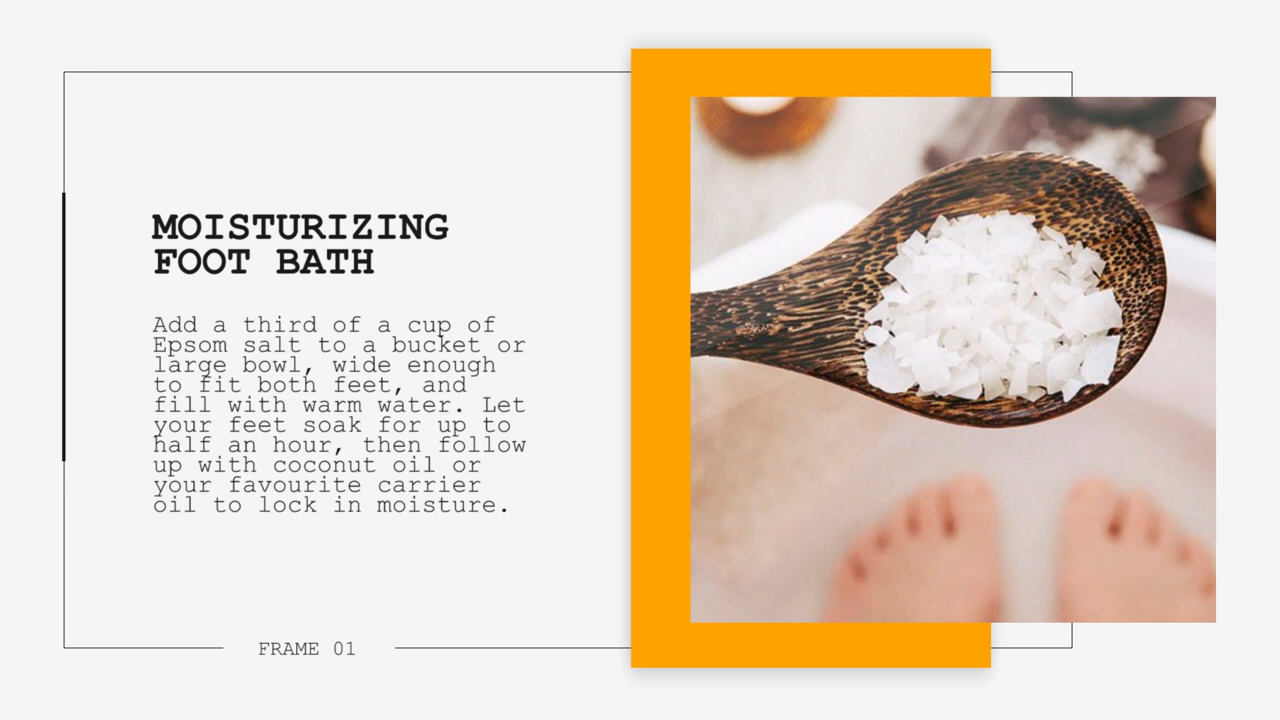 MOISTURIZING
FOOT BATH
Add a third of a cup of
Epsom salt to a bucket or
large bowl, wide enough
to fit both feet, and
fill with warm water. Let
your feet soak for up to
half an hour, then follow
up with coconut oil or
your favourite carrier
oil to lock in moisture.
FRAME 01